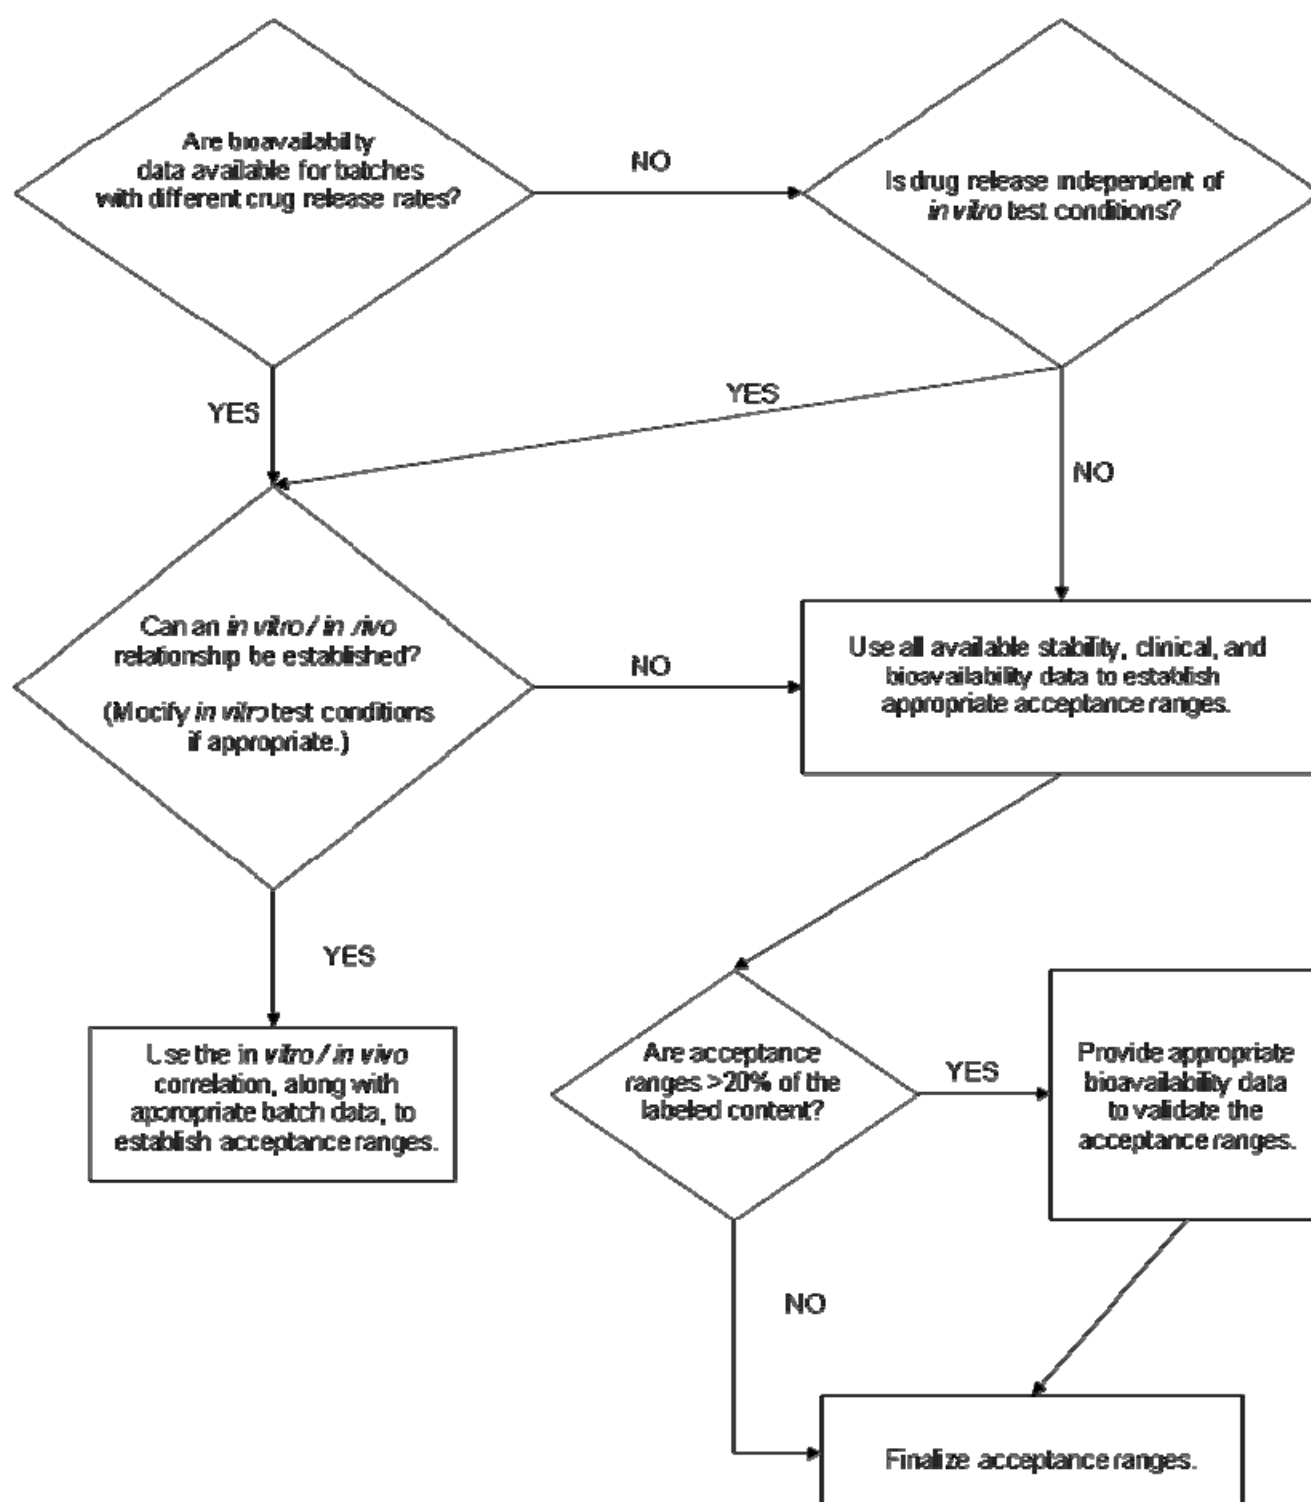 Are bioavailability
data available for batches
with different crug release rates?
NO
Is drug release independent of
in vitro test conditions?
YES
YES
NO
Can an in vitro / in vivo
relationship be established?
(Mocify in vitro test conditions
if appropriate.)
NO
Use all available stability, clinical, and
bioavailability data to establish
appropriate acceptance ranges.
YES
Use the in vitro / in vivo
correlation, along with
appropriate batch data, to
establish acceptance ranges.
Are acceptance
ranges >20% of the
labeled content?
YES
Provide appropriate
bioavailability data
to validate the
acceptance ranges.
NO
Finalize acceptance ranges.